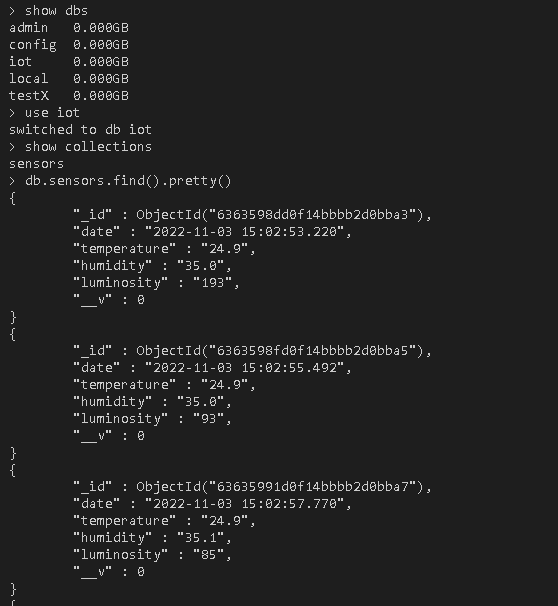 > show dbs
admin   0.000GB
config  0.000GB
iot     0.000GB
local   0.000GB
testX   0.000GB
> use iot
switched to db iot
> show collections
sensors
> db.sensors.find().pretty()
{
        "_id" : ObjectId("6363598dd0f14bbbb2d0bba3"),
        "date" : "2022-11-03 15:02:53.220",
        "temperature" : "24.9",
        "humidity" : "35.0",
        "luminosity" : "193",
        "__v" : 0
}
{
        "_id" : ObjectId("6363598fd0f14bbbb2d0bba5"),
        "date" : "2022-11-03 15:02:55.492",
        "temperature" : "24.9",
        "humidity" : "35.0",
        "luminosity" : "93",
        "__v" : 0
}
{
        "_id" : ObjectId("63635991d0f14bbbb2d0bba7"),
        "date" : "2022-11-03 15:02:57.770",
        "temperature" : "24.9",
        "humidity" : "35.1",
        "luminosity" : "85",
        "__v" : 0
}
{